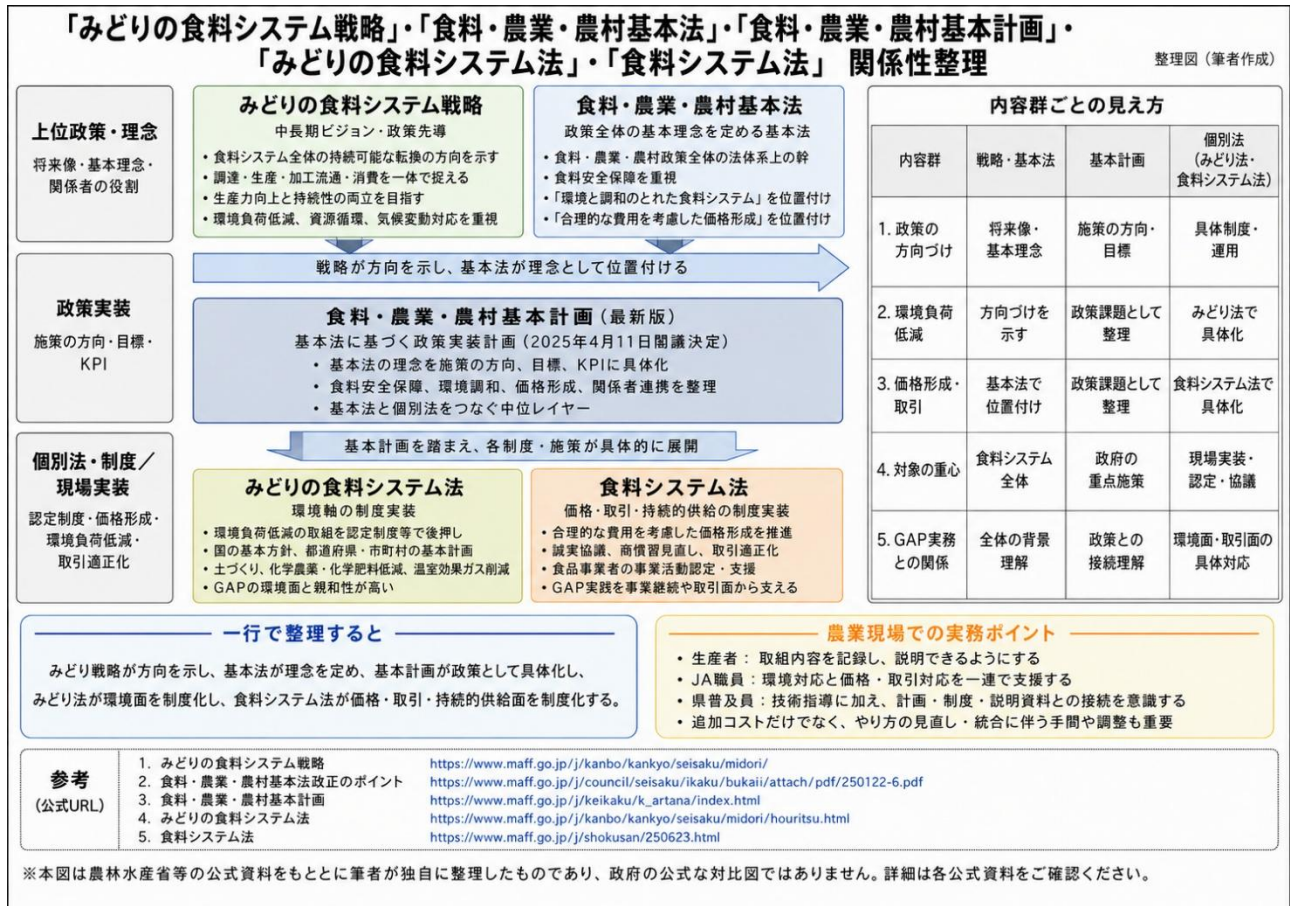 「みどりの食料システム戦略」・「食料・農業・農村基本法」・「食料・農業・農村基本計画」・
「みどりの食料システム法」・「食料システム法」 関係性整理
整理図（筆者作成）
上位政策・理念
将来像・基本理念・
関係者の役割
みどりの食料システム戦略
中長期ビジョン・政策先導
• 食料システム全体の持続可能な転換の方向を示す
• 調達・生産・加工流通・消費を一体で捉える
• 生産力向上と持続性の両立を目指す
• 環境負荷低減、資源循環、気候変動対応を重視
食料・農業・農村基本法
政策全体の基本理念を定める基本法
• 食料・農業・農村政策全体の法体系上の幹
• 食料安全保障を重視
• 「環境と調和のとれた食料システム」を位置付け
• 「合理的な費用を考慮した価格形成」を位置付け
戦略が方向を示し、基本法が理念として位置付ける
政策実装
施策の方向・目標・
KPI
食料・農業・農村基本計画（最新版）
基本法に基づく政策実装計画（2025年4月11日閣議決定）
• 基本法の理念を施策の方向、目標、KPIに具体化
• 食料安全保障、環境調和、価格形成、関係者連携を整理
• 基本法と個別法をつなぐ中位レイヤー
基本計画を踏まえ、各制度・施策が具体的に展開
個別法・制度／
現場実装
認定制度・価格形成・
環境負荷低減・
取引適正化
みどりの食料システム法
環境軸の制度実装
• 環境負荷低減の取組を認定制度等で後押し
• 国の基本方針、都道府県・市町村の基本計画
• 土づくり、化学農薬・化学肥料低減、温室効果ガス削減
• GAPの環境面と親和性が高い
食料システム法
価格・取引・持続的供給の制度実装
• 合理的な費用を考慮した価格形成を推進
• 誠実協議、商慣習見直し、取引適正化
• 食品事業者の事業活動認定・支援
• GAP実践を事業継続や取引面から支える
内容群ごとの見え方
内容群
戦略・基本法
基本計画
個別法
（みどり法・
食料システム法）
1. 政策の
方向づけ
将来像・
基本理念
施策の方向・
目標
具体制度・
運用
2. 環境負荷
低減
方向づけを
示す
政策課題として
整理
みどり法で
具体化
3. 価格形成・
取引
基本法で
位置付け
政策課題として
整理
食料システム法で
具体化
4. 対象の重心
食料システム
全体
政府の
重点施策
現場実装・
認定・協議
5. GAP実務
との関係
全体の背景
理解
政策との
接続理解
環境面・取引面の
具体対応
一行で整理すると
みどり戦略が方向を示し、基本法が理念を定め、基本計画が政策として具体化し、
みどり法が環境面を制度化し、食料システム法が価格・取引・持続的供給面を制度化する。
農業現場での実務ポイント
• 生産者： 取組内容を記録し、説明できるようにする
• JA職員：環境対応と価格・取引対応を一連で支援する
• 県普及員：技術指導に加え、計画・制度・説明資料との接続を意識する
• 追加コストだけでなく、やり方の見直し・統合に伴う手間や調整も重要
参考
（公式URL）
1. みどりの食料システム戦略 https://www.maff.go.jp/j/kanbo/kankyo/seisaku/midori/
2. 食料・農業・農村基本法改正のポイント https://www.maff.go.jp/j/council/seisaku/ikaku/bukaii/attach/pdf/250122-6.pdf
3. 食料・農業・農村基本計画 https://www.maff.go.jp/j/keikaku/k_artana/index.html
4. みどりの食料システム法 https://www.maff.go.jp/j/kanbo/kankyo/seisaku/midori/houritsu.html
5. 食料システム法 https://www.maff.go.jp/j/shokusan/250623.html
※本図は農林水産省等の公式資料をもととに筆者が独自に整理したものであり、政府の公式な対比図ではありません。詳細は各公式資料をご確認ください。